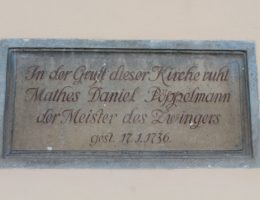 In der Gruft dieser Kirche ruht
Mathes Daniel Pöppelmann
der Meister des Zwingers
gest. 17.1.1736.